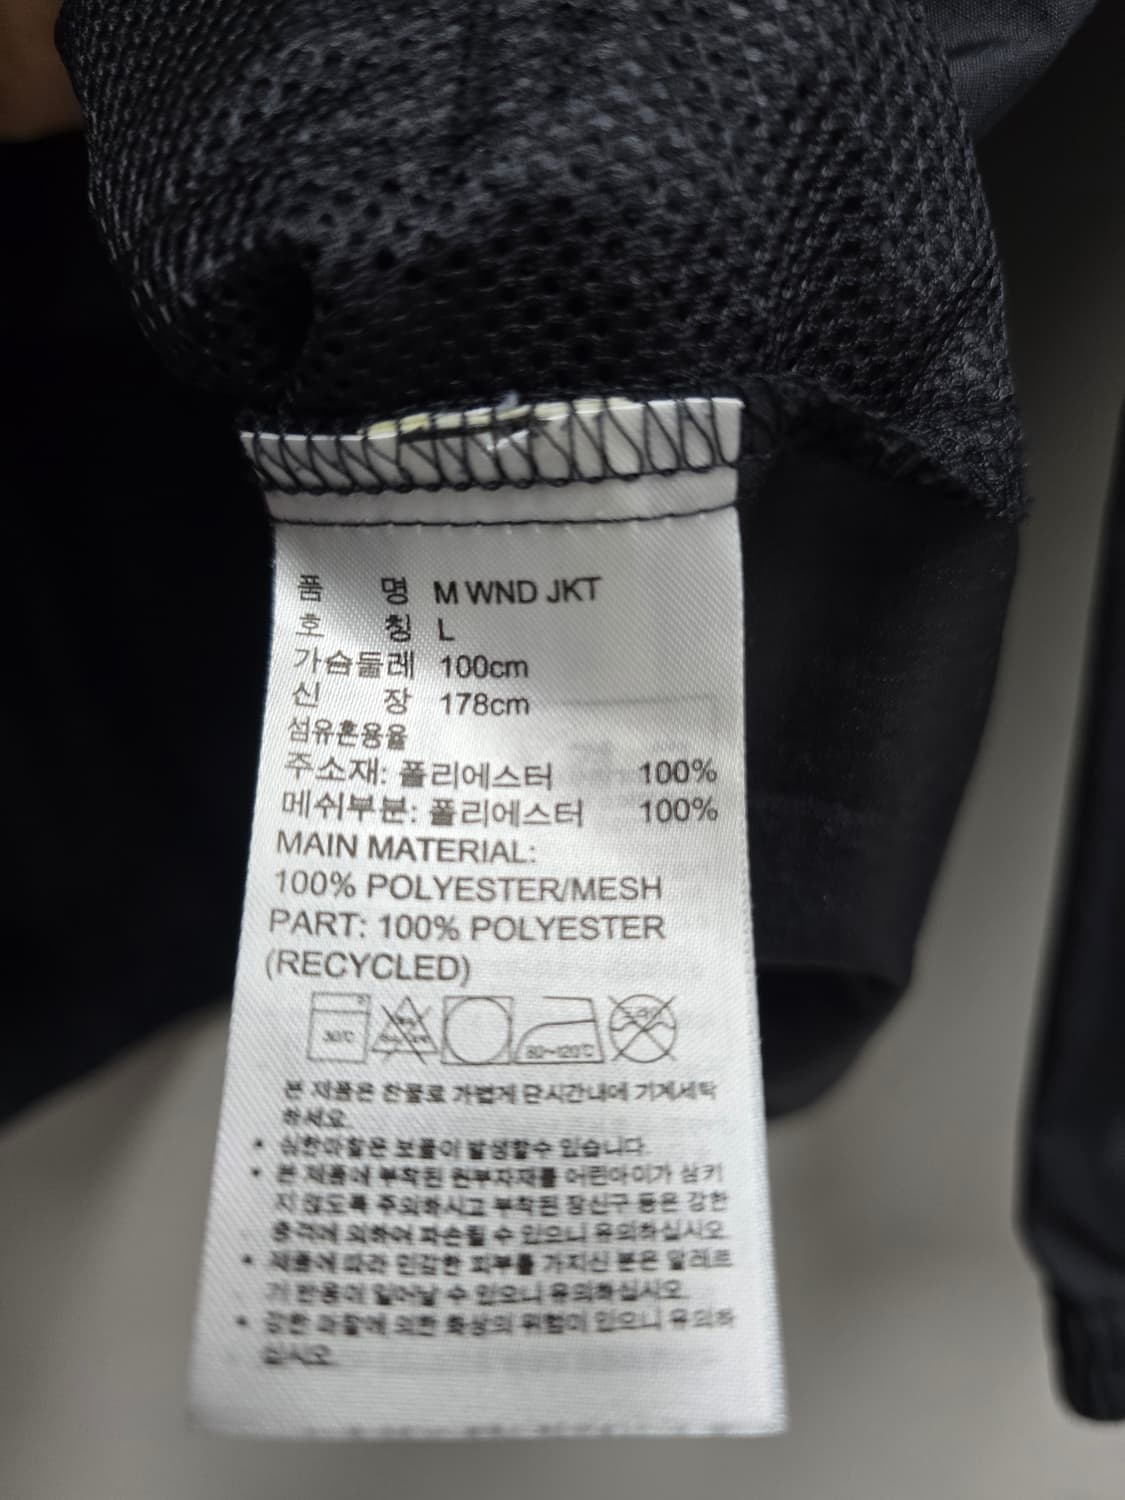 품 명 M WND JKT
호 칭 L
가슴둘레 100cm
신 장 178cm
섬유혼용율
주소재: 폴리에스터 100%
메쉬부분: 폴리에스터 100%
MAIN MATERIAL:
100% POLYESTER/MESH
PART: 100% POLYESTER
(RECYCLED)
30℃ 80~120℃ 드라이
본 제품은 찬물로 가볍게 단시간내에 기계세탁
하세요.
• 심한마찰은 보풀이 발생할수 있습니다.
• 본 제품에 부착된 원부자재를 어린아이가 삼키
지 않도록 주의하시고 부착된 장신구 등은 강한
충격에 의하여 파손될 수 있으니 유의하십시오.
• 제품에 따라 민감한 피부를 가지신 분은 알레르
기 반응이 일어날 수 있으니 유의하십시오.
• 강한 마찰에 의한 화상의 위험이 있으니 유의하
십시오.